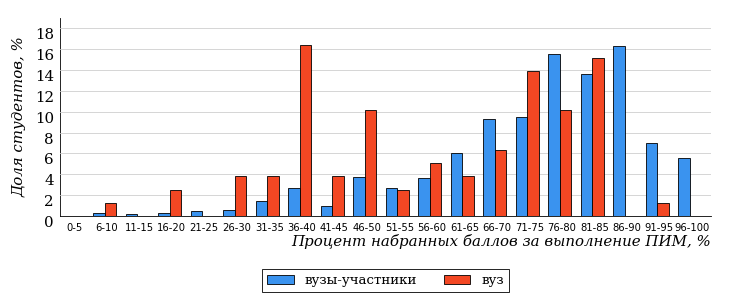 Доля студентов, %
18
16
14
12
10
8
6
4
2
0
0-5 6-10 11-15 16-20 21-25 26-30 31-35 36-40 41-45 46-50 51-55 56-60 61-65 66-70 71-75 76-80 81-85 86-90 91-95 96-100
Процент набранных баллов за выполнение ПИМ, %
вузы-участники вуз